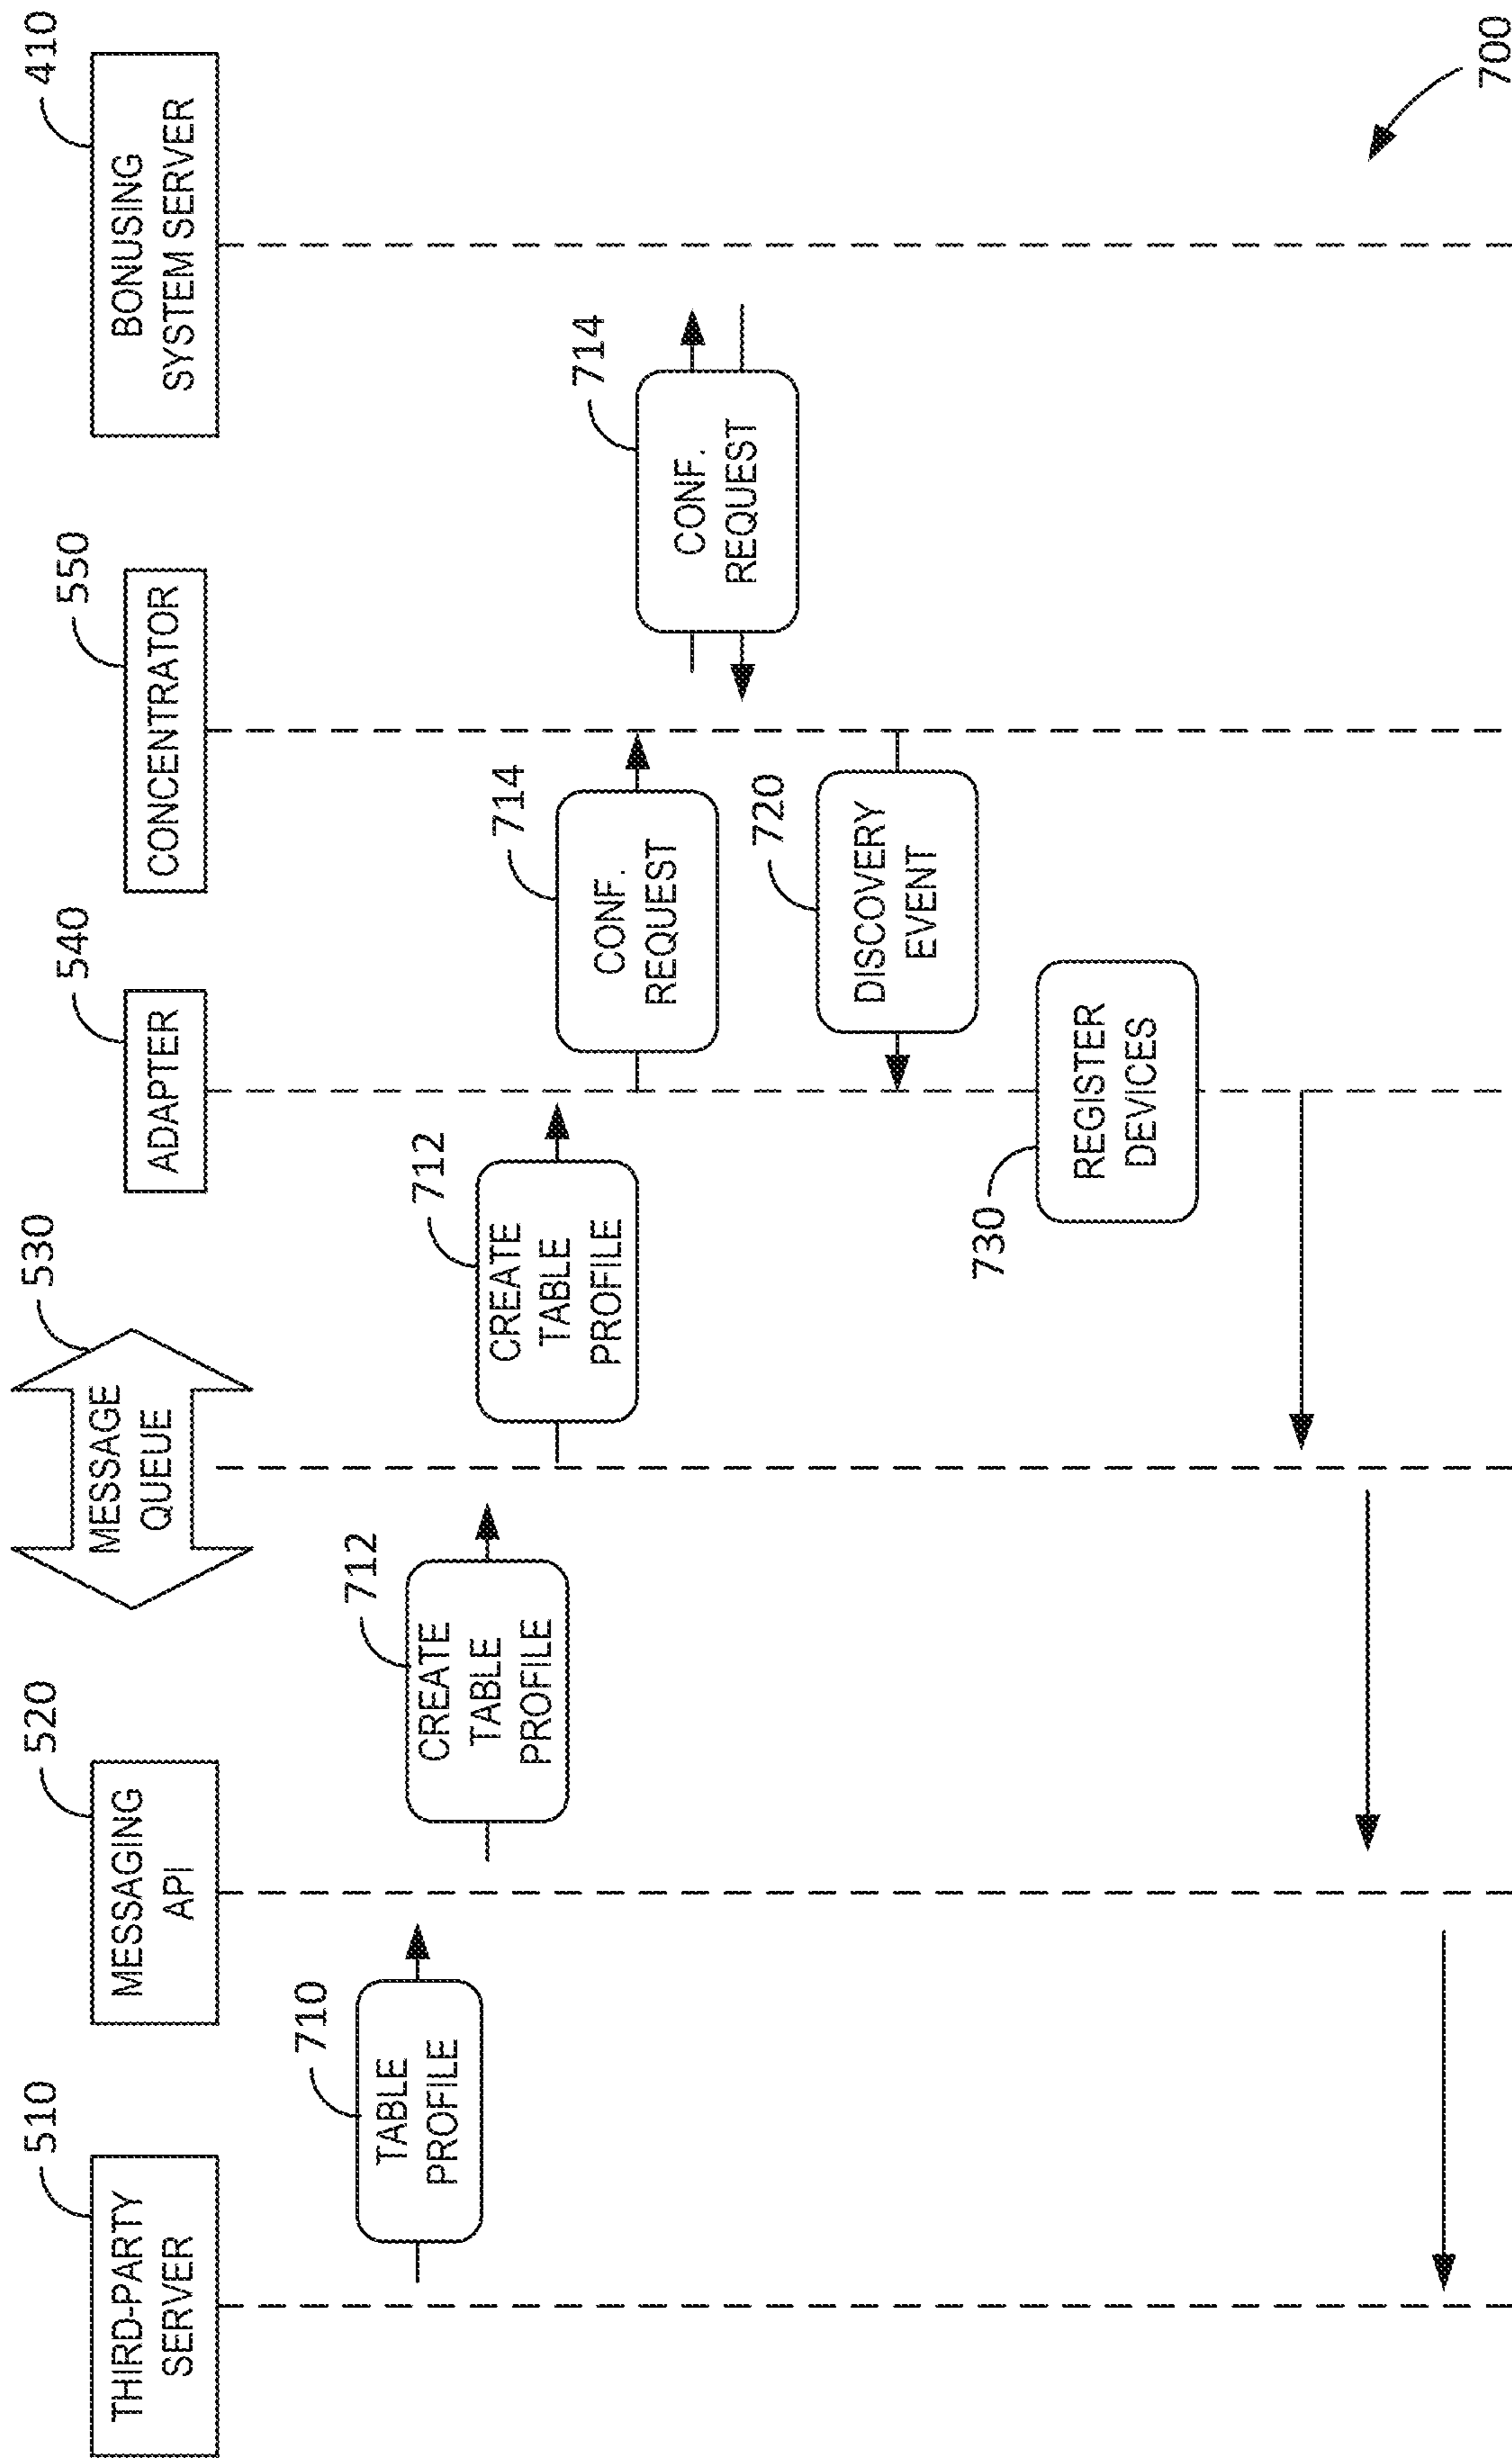 510
THIRD-PARTY
SERVER
520
MESSAGING
API
530
MESSAGE
QUEUE
540
ADAPTER
550
CONCENTRATOR
410
BONUSING
SYSTEM SERVER
710
TABLE
PROFILE
712
CREATE
TABLE
PROFILE
712
CREATE
TABLE
PROFILE
714
CONF.
REQUEST
714
CONF.
REQUEST
720
DISCOVERY
EVENT
730
REGISTER
DEVICES
700